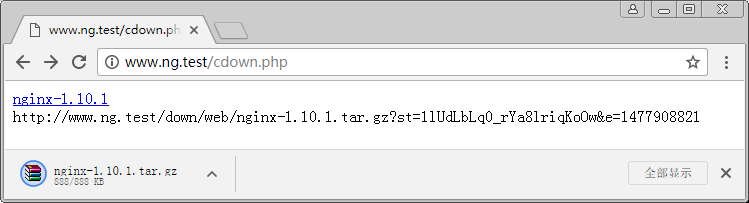 www.ng.test/cdown.ph
www.ng.test/cdown.php
nginx-1.10.1
http://www.ng.test/down/web/nginx-1.10.1.tar.gz?st=1lUdLbLq0_rYa8lriqKoOw&e=1477908821
nginx-1.10.1.tar.gz
888/888 KB
全部显示